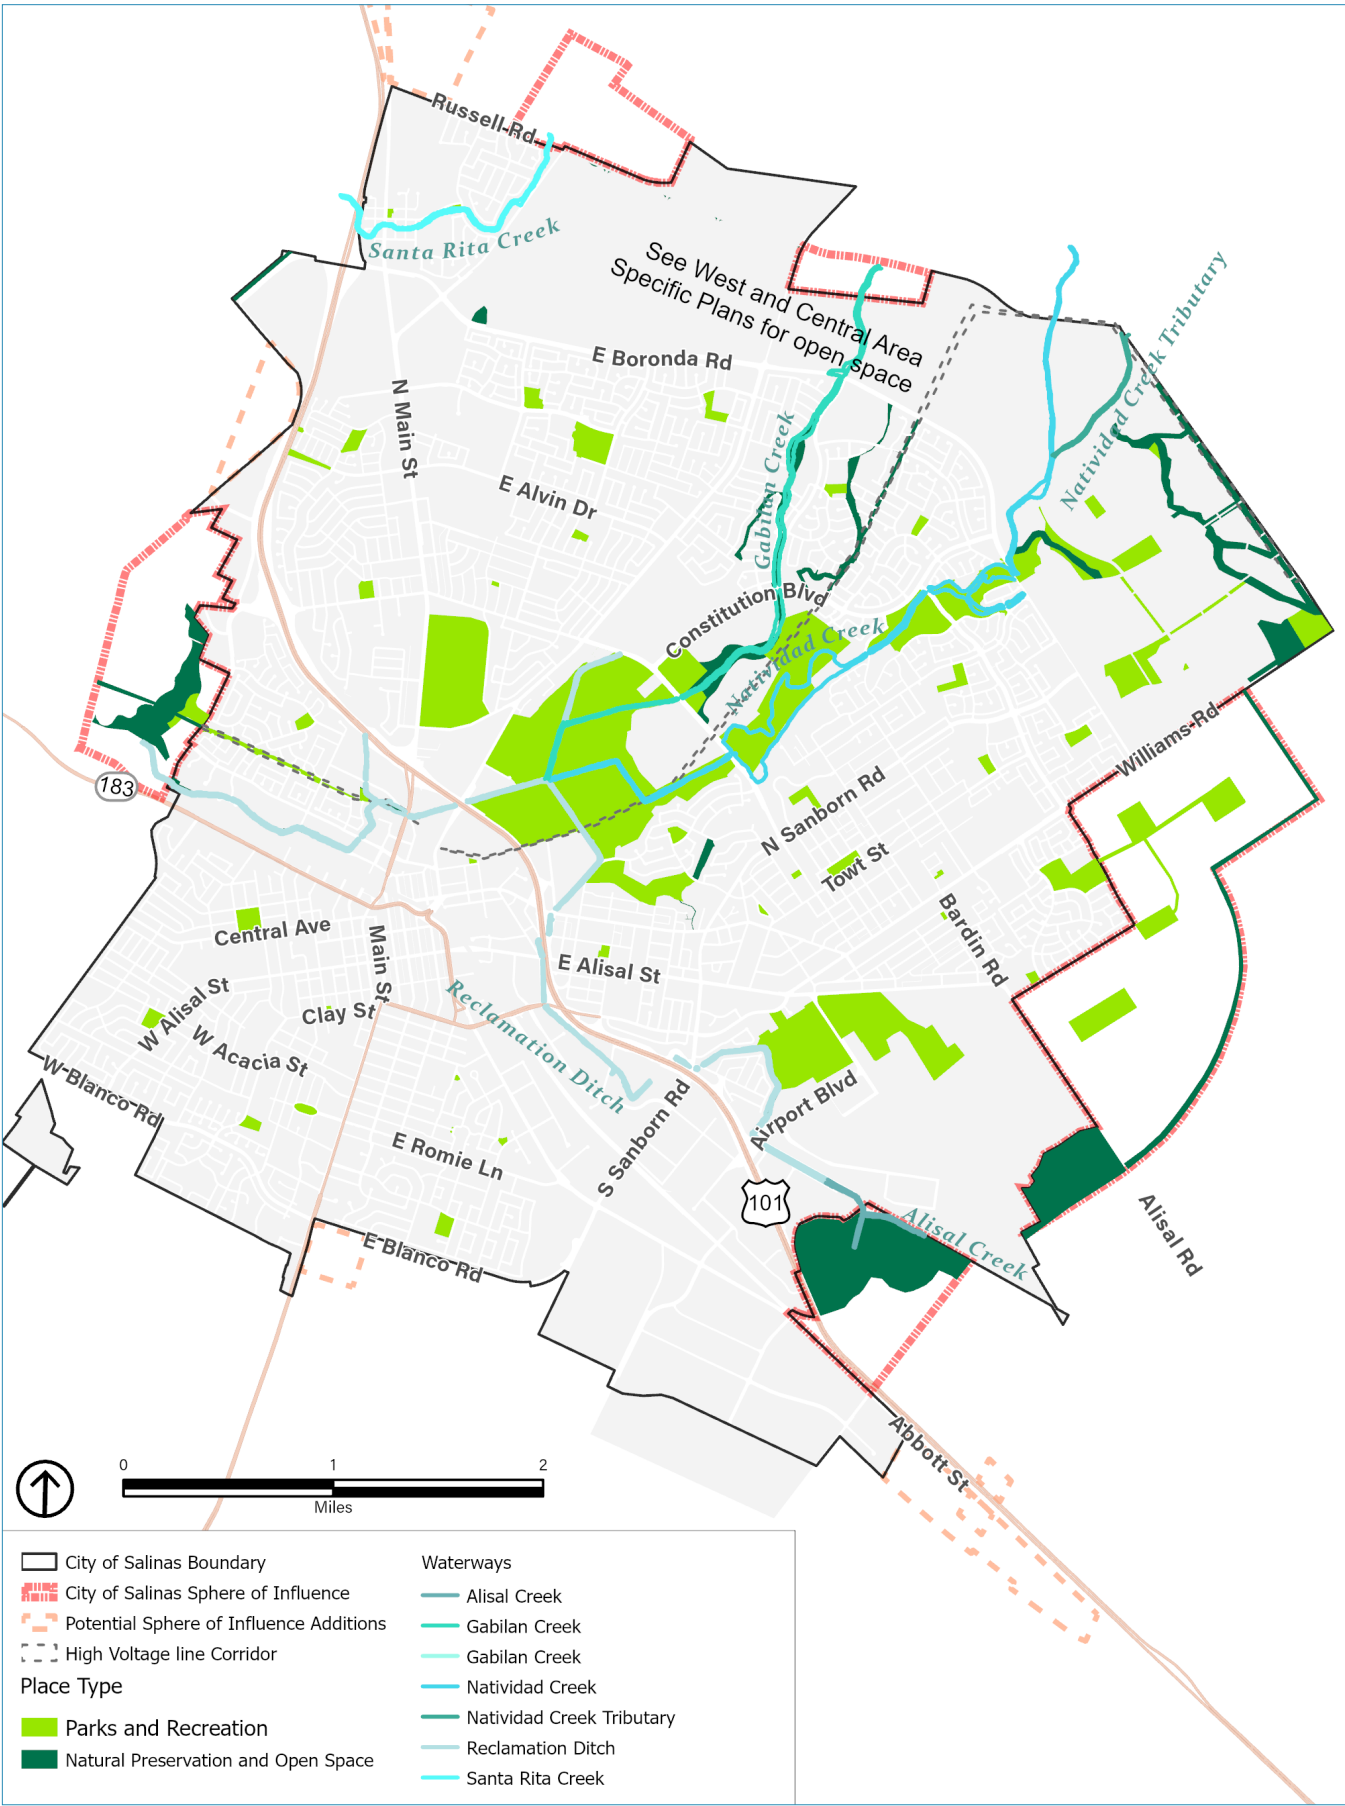 Russell Rd
Santa Rita Creek
See West and Central Area
Specific Plans for open space
Natividad Creek Tributary
E Boronda Rd
N Main St
Gabilan Creek
E Alvin Dr
Constitution Blvd
Natividad Creek
Williams Rd
183
N Sanborn Rd
Towt St
Bardin Rd
Central Ave
Main St
E Alisal St
W Alisal St
Clay St
Reclamation Ditch
W Acacia St
W Blanco Rd
Airport Blvd
S Sanborn Rd
E Romie Ln
101
Alisal Creek
Alisal Rd
E Blanco Rd
Abbott St
0 1 2
Miles
City of Salinas Boundary
City of Salinas Sphere of Influence
Potential Sphere of Influence Additions
High Voltage line Corridor
Place Type
Parks and Recreation
Natural Preservation and Open Space
Waterways
Alisal Creek
Gabilan Creek
Gabilan Creek
Natividad Creek
Natividad Creek Tributary
Reclamation Ditch
Santa Rita Creek